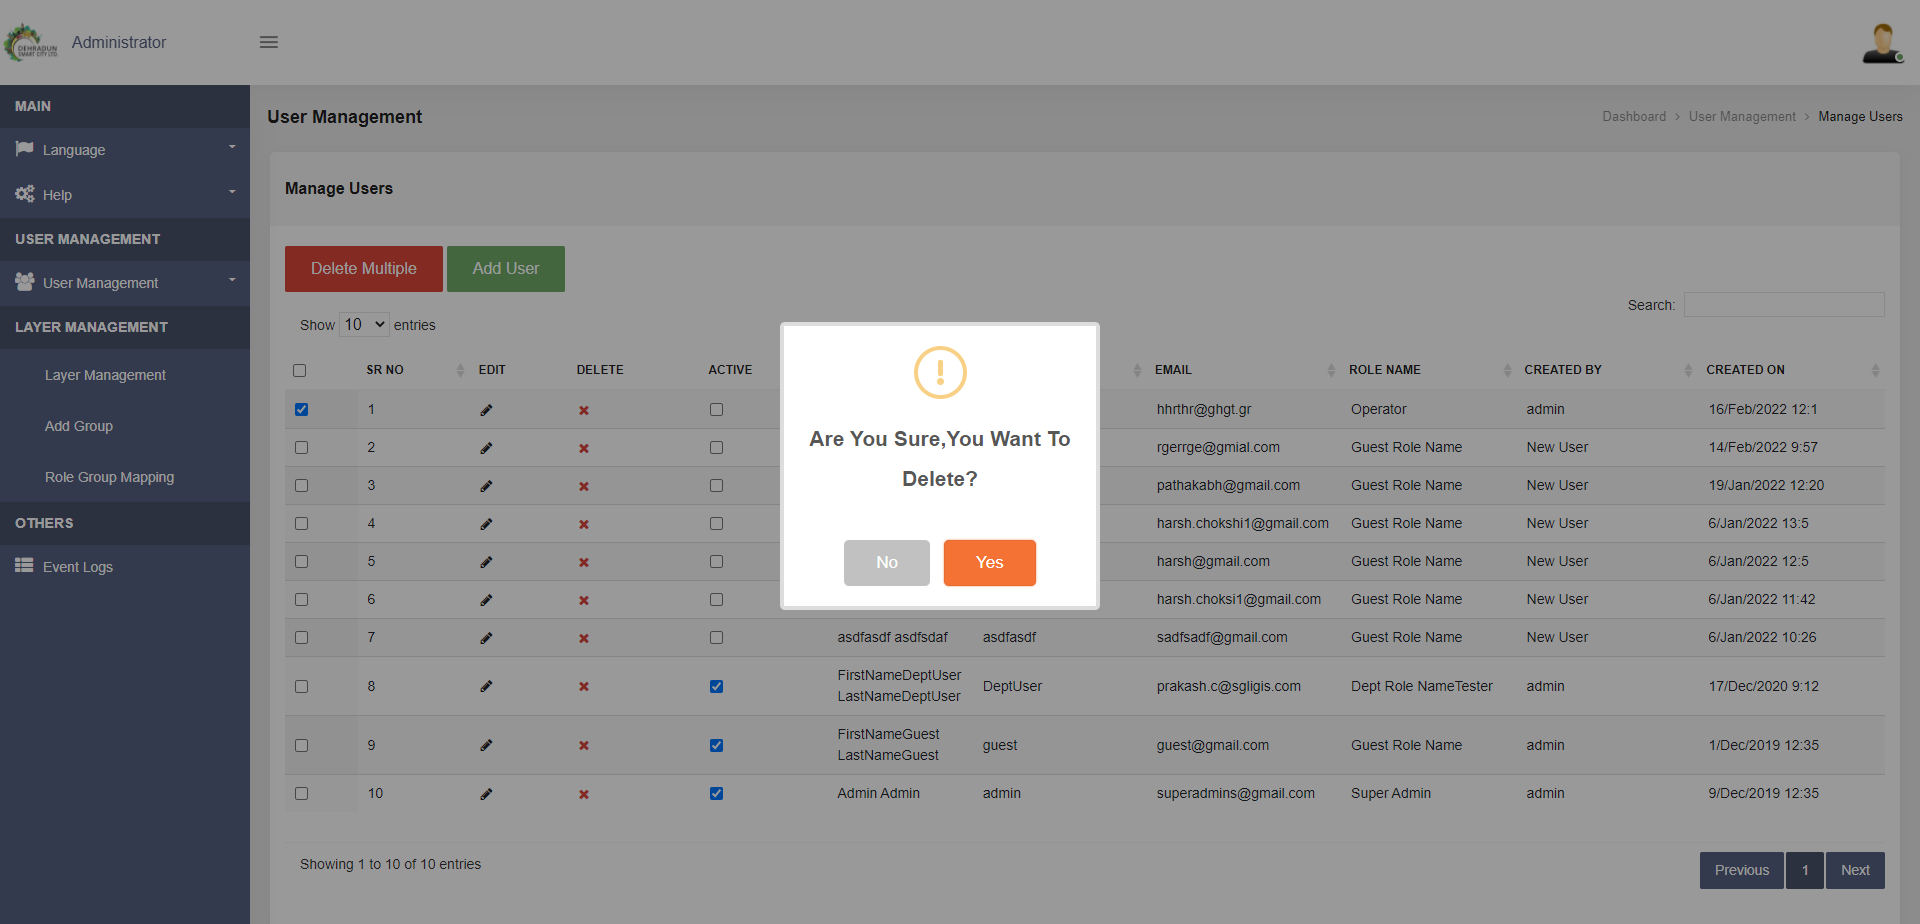 DEHRADUN
SMART CITY LTD.
Administrator
MAIN
Language
Help
USER MANAGEMENT
User Management
LAYER MANAGEMENT
Layer Management
Add Group
Role Group Mapping
OTHERS
Event Logs
User Management
Dashboard > User Management > Manage Users
Manage Users
Delete Multiple Add User
Show 10 entries
Search:
SR NO EDIT DELETE ACTIVE EMAIL ROLE NAME CREATED BY CREATED ON
1 hhrthr@ghgt.gr Operator admin 16/Feb/2022 12:1
2 rgerrge@gmial.com Guest Role Name New User 14/Feb/2022 9:57
3 pathakabh@gmail.com Guest Role Name New User 19/Jan/2022 12:20
4 harsh.chokshi1@gmail.com Guest Role Name New User 6/Jan/2022 13:5
5 harsh@gmail.com Guest Role Name New User 6/Jan/2022 12:5
6 harsh.choksi1@gmail.com Guest Role Name New User 6/Jan/2022 11:42
7 asdfasdf asdfsdaf asdfasdf sadfsadf@gmail.com Guest Role Name New User 6/Jan/2022 10:26
8 FirstNameDeptUser LastNameDeptUser DeptUser prakash.c@sgligis.com Dept Role NameTester admin 17/Dec/2020 9:12
9 FirstNameGuest LastNameGuest guest guest@gmail.com Guest Role Name admin 1/Dec/2019 12:35
10 Admin Admin admin superadmins@gmail.com Super Admin admin 9/Dec/2019 12:35
Showing 1 to 10 of 10 entries
Previous 1 Next
Are You Sure,You Want To
Delete?
No Yes